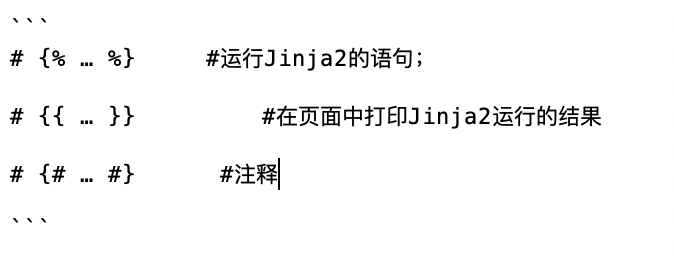 ```
# {% … %}     #运行Jinja2的语句；
# {{ … }}         #在页面中打印Jinja2运行的结果
# {# … #}      #注释
```